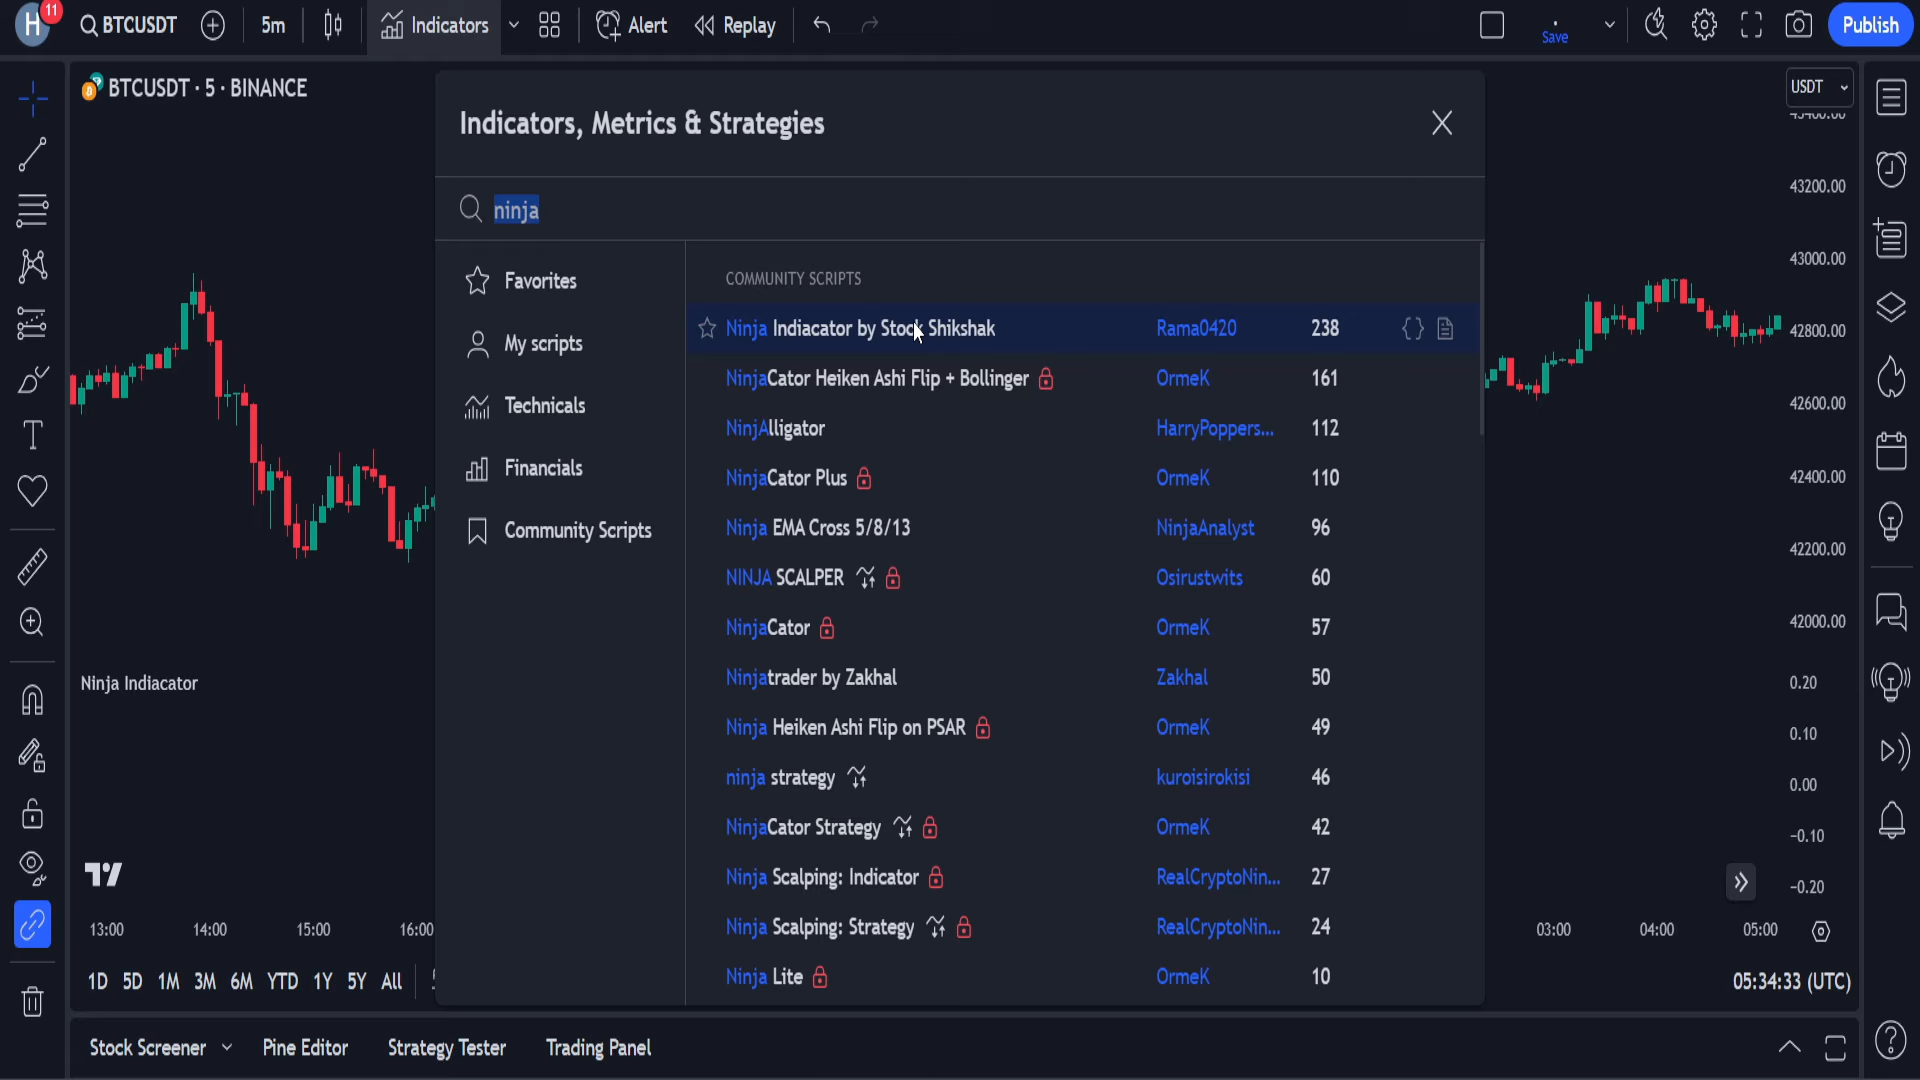 H 11 BTCUSDT 5m Indicators Alert Replay Save Publish
BTCUSDT · 5 · BINANCE
USDT
Indicators, Metrics & Strategies
ninja
Favorites
My scripts
Technicals
Financials
Community Scripts
COMMUNITY SCRIPTS
Ninja Indiacator by Stock Shikshak Rama0420 238
NinjaCator Heiken Ashi Flip + Bollinger OrmeK 161
NinjAlligator HarryPoppers... 112
NinjaCator Plus OrmeK 110
Ninja EMA Cross 5/8/13 NinjaAnalyst 96
NINJA SCALPER Osirustwits 60
NinjaCator OrmeK 57
Ninjatrader by Zakhal Zakhal 50
Ninja Heiken Ashi Flip on PSAR OrmeK 49
ninja strategy kuroisirokisi 46
NinjaCator Strategy OrmeK 42
Ninja Scalping: Indicator RealCryptoNin... 27
Ninja Scalping: Strategy RealCryptoNin... 24
Ninja Lite OrmeK 10
43200.00
43000.00
42800.00
42600.00
42400.00
42200.00
42000.00
Ninja Indiacator
0.20
0.10
0.00
−0.10
−0.20
13:00 14:00 15:00 16:00 03:00 04:00 05:00
1D 5D 1M 3M 6M YTD 1Y 5Y All 05:34:33 (UTC)
Stock Screener Pine Editor Strategy Tester Trading Panel